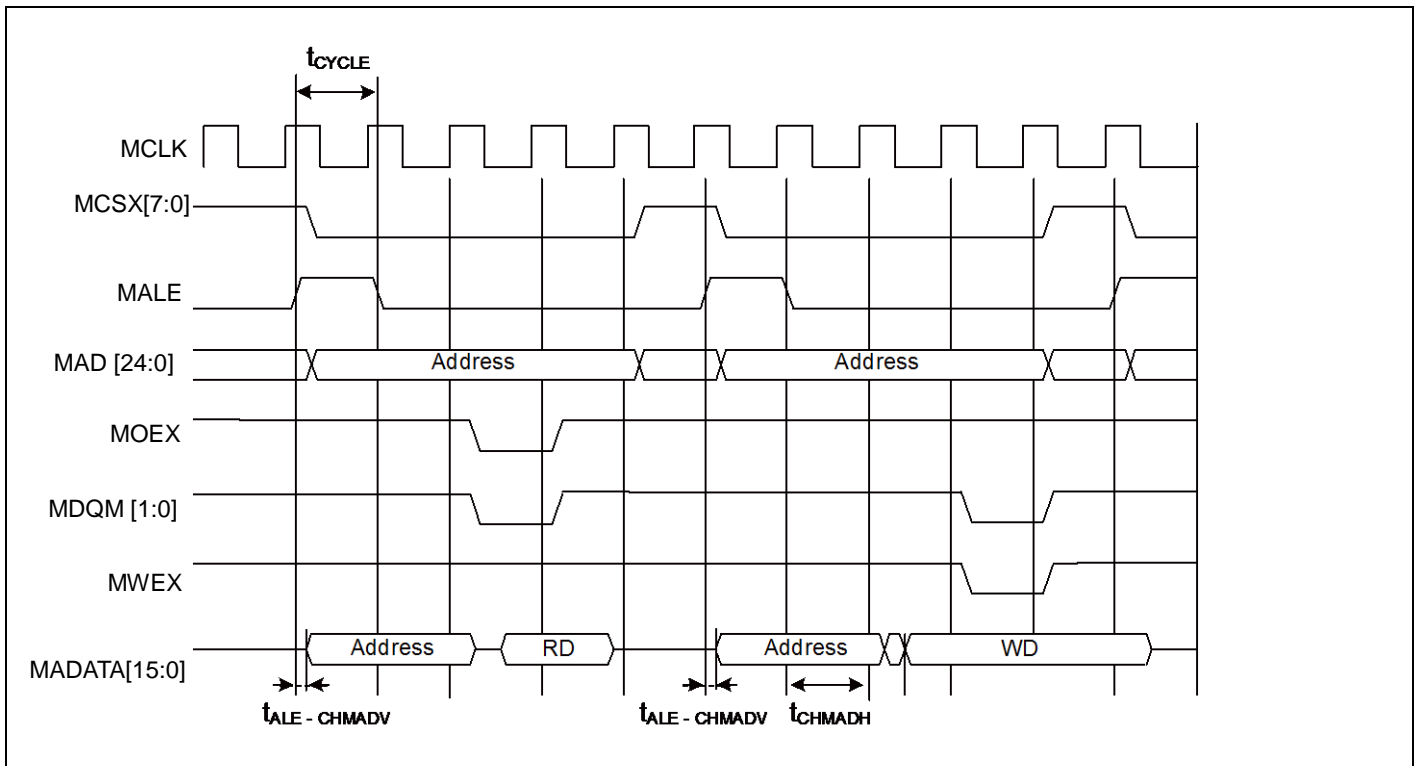 tCYCLE
MCLK
MCSX[7:0]
MALE
MAD [24:0]
Address
Address
MOEX
MDQM [1:0]
MWEX
MADATA[15:0]
Address
RD
Address
WD
tALE - CHMADV
tALE - CHMADV
tCHMADH